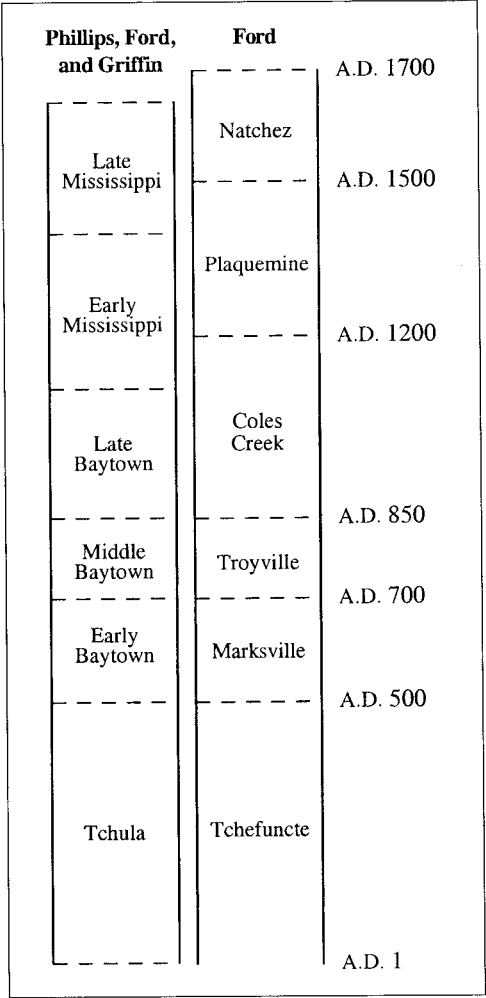 Phillips, Ford,
and Griffin
Ford
A.D. 1700
Natchez
Late
Mississippi
A.D. 1500
Plaquemine
Early
Mississippi
A.D. 1200
Coles
Creek
Late
Baytown
A.D. 850
Middle
Baytown
Troyville
A.D. 700
Early
Baytown
Marksville
A.D. 500
Tchula
Tchefuncte
A.D. 1